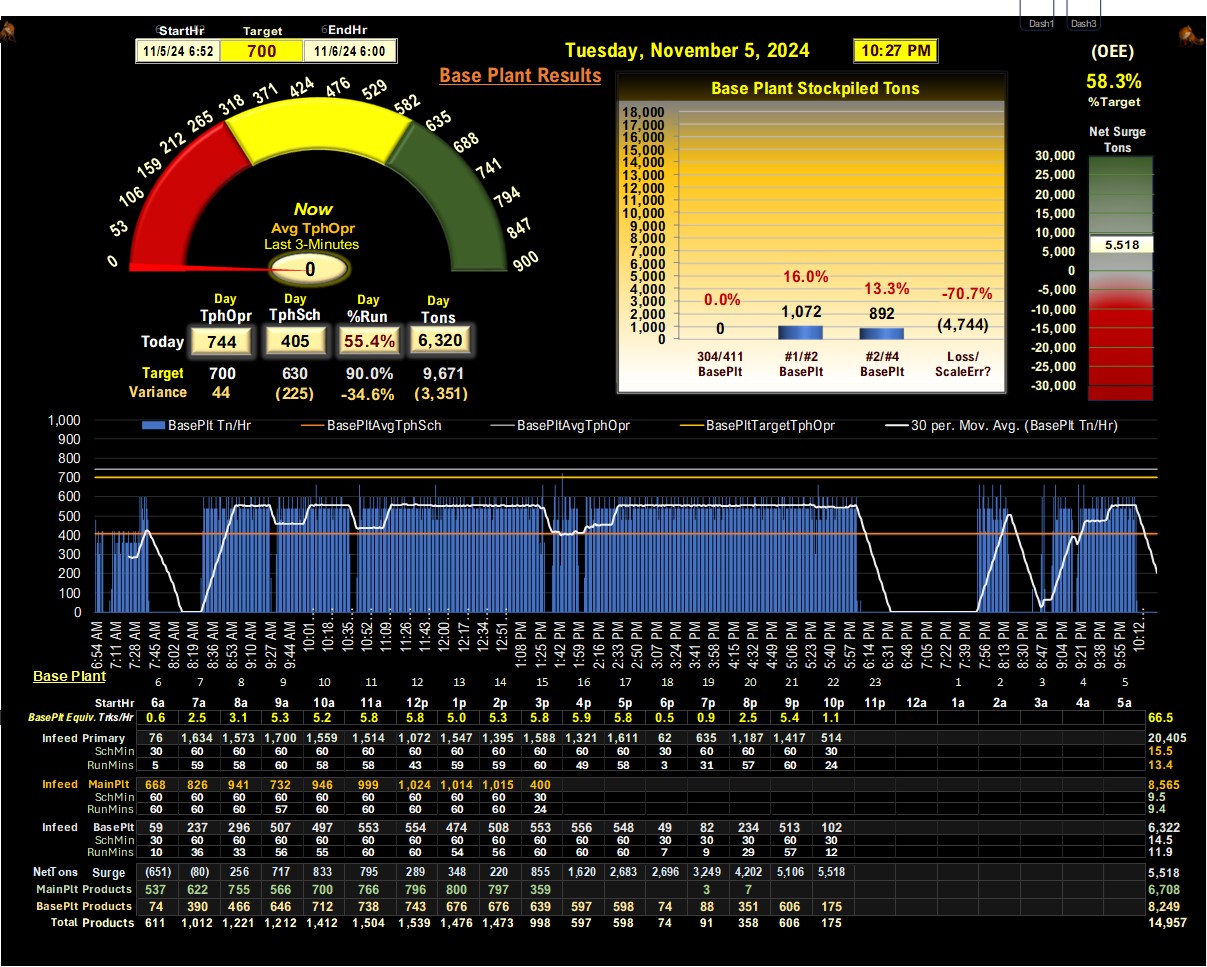 Dash1 Dash3
StartHr Target EndHr
11/5/24 6:52 700 11/6/24 6:00
Tuesday, November 5, 2024 10:27 PM
(OEE)
58.3%
%Target
Base Plant Results
0 53 106 159 212 265 318 371 424 476 529 582 635 688 741 794 847 900
Now
Avg TphOpr
Last 3-Minutes
0
Day Day Day Day
TphOpr TphSch %Run Tons
Today 744 405 55.4% 6,320
Target 700 630 90.0% 9,671
Variance 44 (225) -34.6% (3,351)
Base Plant Stockpiled Tons
18,000
17,000
16,000
15,000
14,000
13,000
12,000
11,000
10,000
9,000
8,000
7,000
6,000
5,000
4,000
3,000
2,000
1,000
0
0.0% 16.0% 13.3% -70.7%
0 1,072 892 (4,744)
304/411 #1/#2 #2/#4 Loss/
BasePlt BasePlt BasePlt ScaleErr?
Net Surge
Tons
30,000
25,000
20,000
15,000
10,000
5,000
0
-5,000
-10,000
-15,000
-20,000
-25,000
-30,000
5,518
BasePlt Tn/Hr BasePltAvgTphSch BasePltAvgTphOpr BasePltTargetTphOpr 30 per. Mov. Avg. (BasePlt Tn/Hr)
1,000
900
800
700
600
500
400
300
200
100
0
6:54 AM 7:11 AM 7:28 AM 7:45 AM 8:02 AM 8:19 AM 8:36 AM 8:53 AM 9:10 AM 9:27 AM 9:44 AM 10:01... 10:18... 10:35... 10:52... 11:09... 11:26... 11:43... 12:00... 12:17... 12:34... 12:51... 1:08 PM 1:25 PM 1:42 PM 1:59 PM 2:16 PM 2:33 PM 2:50 PM 3:07 PM 3:24 PM 3:41 PM 3:58 PM 4:15 PM 4:32 PM 4:49 PM 5:06 PM 5:23 PM 5:40 PM 5:57 PM 6:14 PM 6:31 PM 6:48 PM 7:05 PM 7:22 PM 7:39 PM 7:56 PM 8:13 PM 8:30 PM 8:47 PM 9:04 PM 9:21 PM 9:38 PM 9:55 PM 10:12...
Base Plant 6 7 8 9 10 11 12 13 14 15 16 17 18 19 20 21 22 23 1 2 3 4 5
StartHr 6a 7a 8a 9a 10a 11a 12p 1p 2p 3p 4p 5p 6p 7p 8p 9p 10p 11p 12a 1a 2a 3a 4a 5a
BasePlt Equiv. Trks/Hr 0.6 2.5 3.1 5.3 5.2 5.8 5.8 5.0 5.3 5.8 5.9 5.8 0.5 0.9 2.5 5.4 1.1 66.5
Infeed Primary 76 1,634 1,573 1,700 1,559 1,514 1,072 1,547 1,395 1,588 1,321 1,611 62 635 1,187 1,417 514 20,405
SchMin 30 60 60 60 60 60 60 60 60 60 60 60 30 60 60 60 30 15.5
RunMins 5 59 58 60 58 58 43 59 59 60 49 58 3 31 57 60 24 13.4
Infeed MainPlt 668 826 941 732 946 999 1,024 1,014 1,015 400 8,565
SchMin 60 60 60 60 60 60 60 60 60 30 9.5
RunMins 60 60 60 57 60 60 60 60 60 24 9.4
Infeed BasePlt 59 237 296 507 497 553 554 474 508 553 556 548 49 82 234 513 102 6,322
SchMin 30 60 60 60 60 60 60 60 60 60 60 60 30 30 30 60 30 14.5
RunMins 10 36 33 56 55 60 60 54 56 60 60 60 7 9 29 57 12 11.9
NetTons Surge (651) (80) 256 717 833 795 289 348 220 855 1,620 2,683 2,696 3,249 4,202 5,106 5,518 5,518
MainPlt Products 537 622 755 566 700 766 796 800 797 359 3 7 6,708
BasePlt Products 74 390 466 646 712 738 743 676 676 639 597 598 74 88 351 606 175 8,249
Total Products 611 1,012 1,221 1,212 1,412 1,504 1,539 1,476 1,473 998 597 598 74 91 358 606 175 14,957